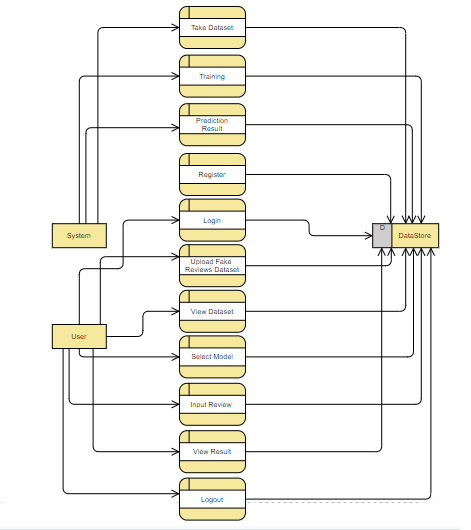 Take Dataset
Training
Prediction
Result
Register
Login
System
D
DataStore
Upload Fake
Reviews Dataset
View Dataset
User
Select Model
Input Review
View Result
Logout